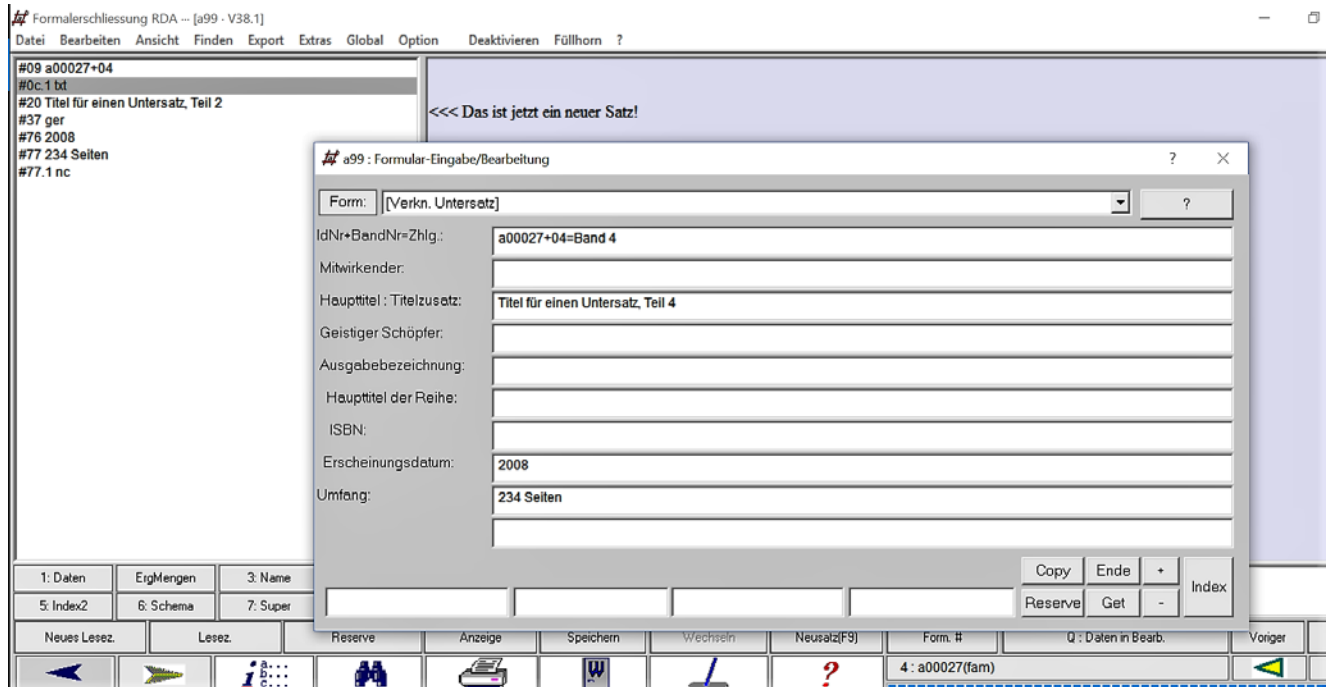 Formalerschliessung RDA -- [a99 - V38.1]
Datei Bearbeiten Ansicht Finden Export Extras Global Option Deaktivieren Füllhorn ?
#09 a00027+04
#0c.1 txt
#20 Titel für einen Untersatz, Teil 2
#37 ger
#76 2008
#77 234 Seiten
#77.1 nc
<<< Das ist jetzt ein neuer Satz!
a99 : Formular-Eingabe/Bearbeitung ?
Form: [Verkn. Untersatz] ?
IdNr+BandNr=Zhlg.: a00027+04=Band 4
Mitwirkender:
Haupttitel : Titelzusatz: Titel für einen Untersatz, Teil 4
Geistiger Schöpfer:
Ausgabebezeichnung:
Haupttitel der Reihe:
ISBN:
Erscheinungsdatum: 2008
Umfang: 234 Seiten
Copy Ende + Index
Reserve Get -
1: Daten ErgMengen 3: Name
5: Index2 6: Schema 7: Super
Neues Lesez. Lesez. Reserve Anzeige Speichern Wechseln Neusatz(F9) Form. # Q : Daten in Bearb. Voriger
i a... b... c... W ? 4 : a00027(fam)